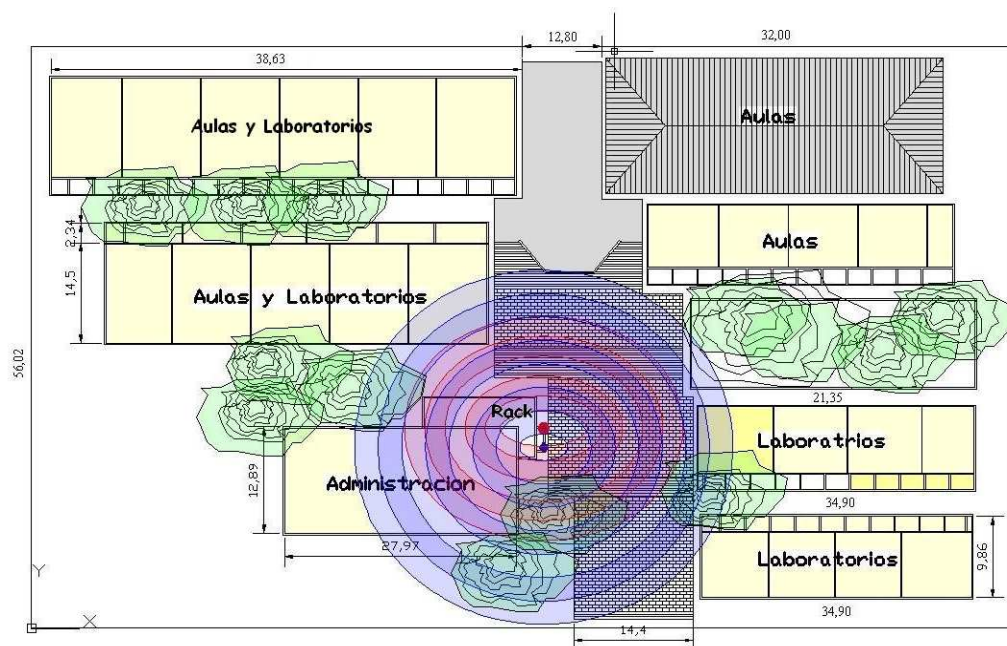 12,80
32,00
38,63
Aulas
Aulas y Laboratorios
2,34
Aulas
14,5
Aulas y Laboratorios
56,02
21,35
Rack
Laboratrios
12,89
Administracion
34,90
27,97
Laboratorios
9,86
Y
X
34,90
14,4